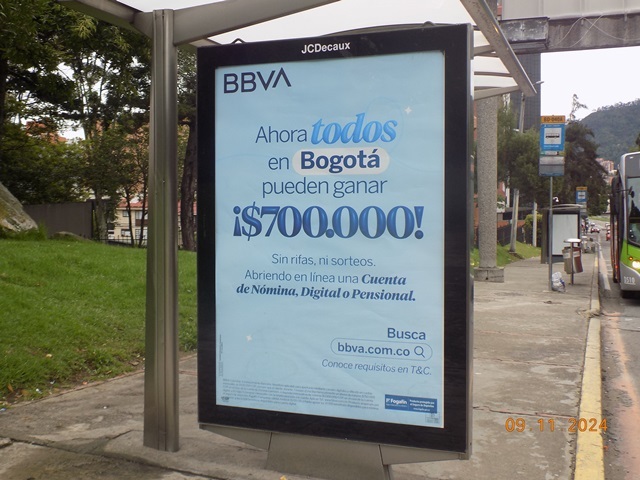 JCDecaux
BBVA
Ahora todos
en Bogotá
pueden ganar
¡$700.000!
Sin rifas, ni sorteos.
Abriendo en línea una Cuenta
de Nómina, Digital o Pensional.
Busca
bbva.com.co
Conoce requisitos en T&C.
Fogafín
09.11.2024